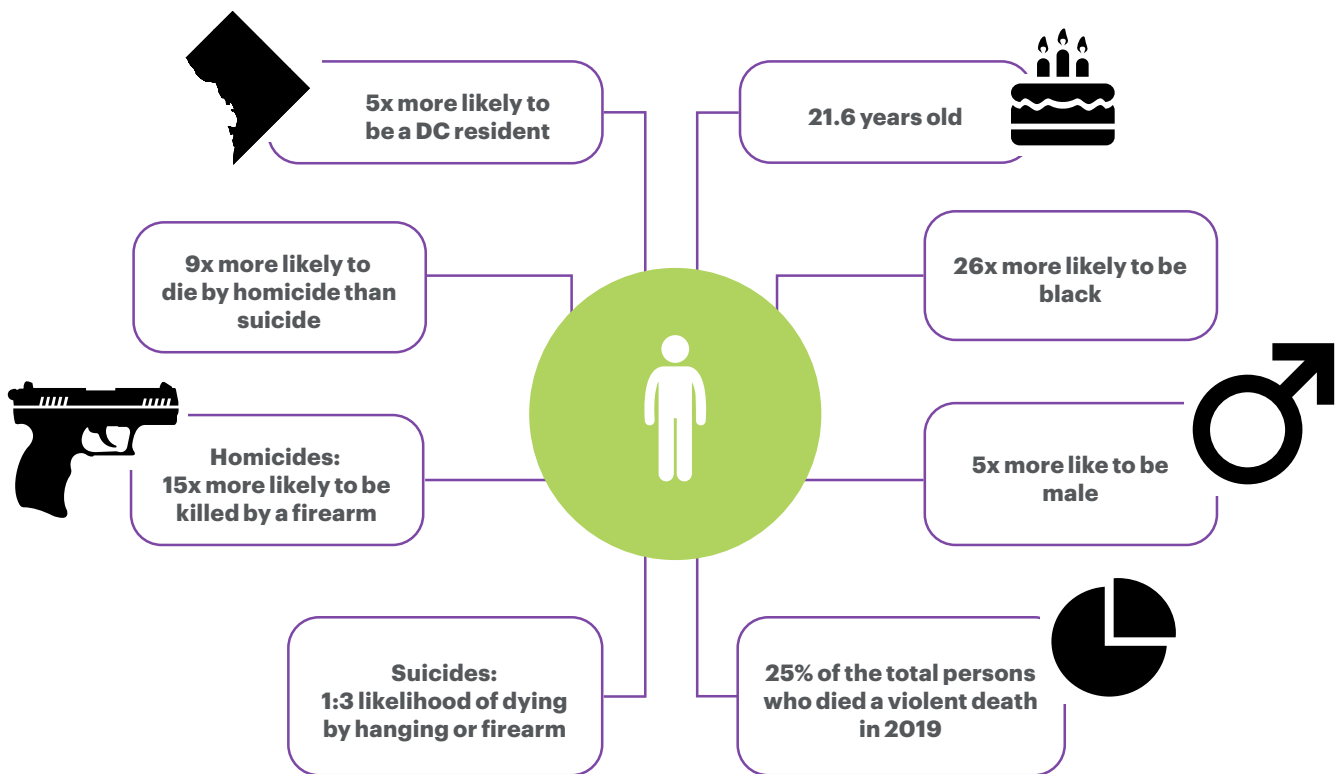 5x more likely to
be a DC resident
21.6 years old
9x more likely to
die by homicide than
suicide
26x more likely to be
black
Homicides:
15x more likely to be
killed by a firearm
5x more like to be
male
Suicides:
1:3 likelihood of dying
by hanging or firearm
25% of the total persons
who died a violent death
in 2019